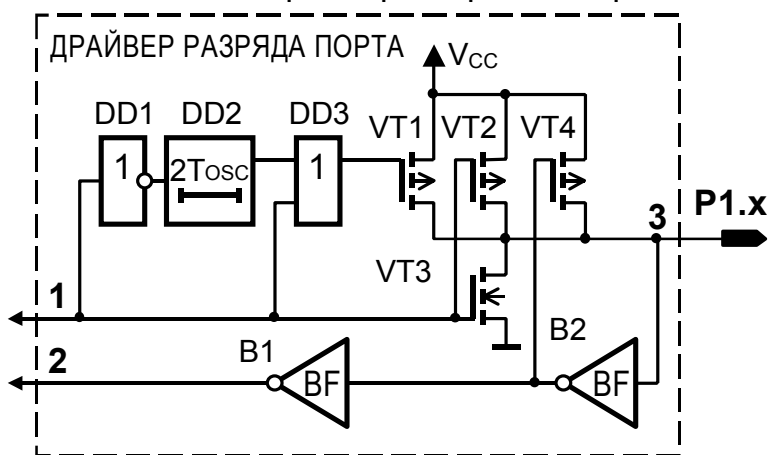 ДРАЙВЕР РАЗРЯДА ПОРТА
VCC
DD1 DD2 DD3
VT1 VT2 VT4
1 2TOSC 1
3 P1.x
VT3
1
B2
2 B1
BF BF